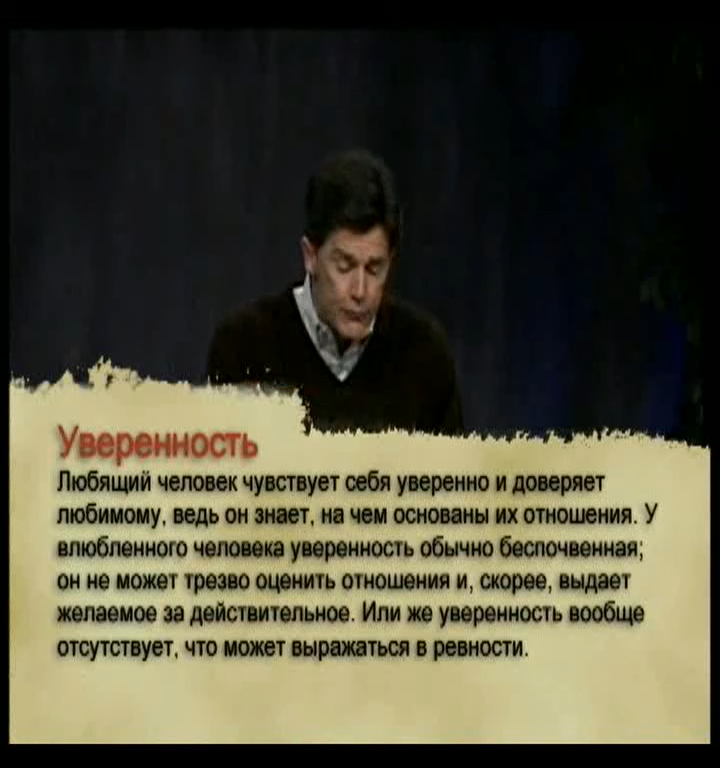 Уверенность
Любящий человек чувствует себя уверенно и доверяет
любимому, ведь он знает, на чем основаны их отношения. У
влюбленного человека уверенность обычно беспочвенная;
он не может трезво оценить отношения и, скорее, выдает
желаемое за действительное. Или же уверенность вообще
отсутствует, что может выражаться в ревности.